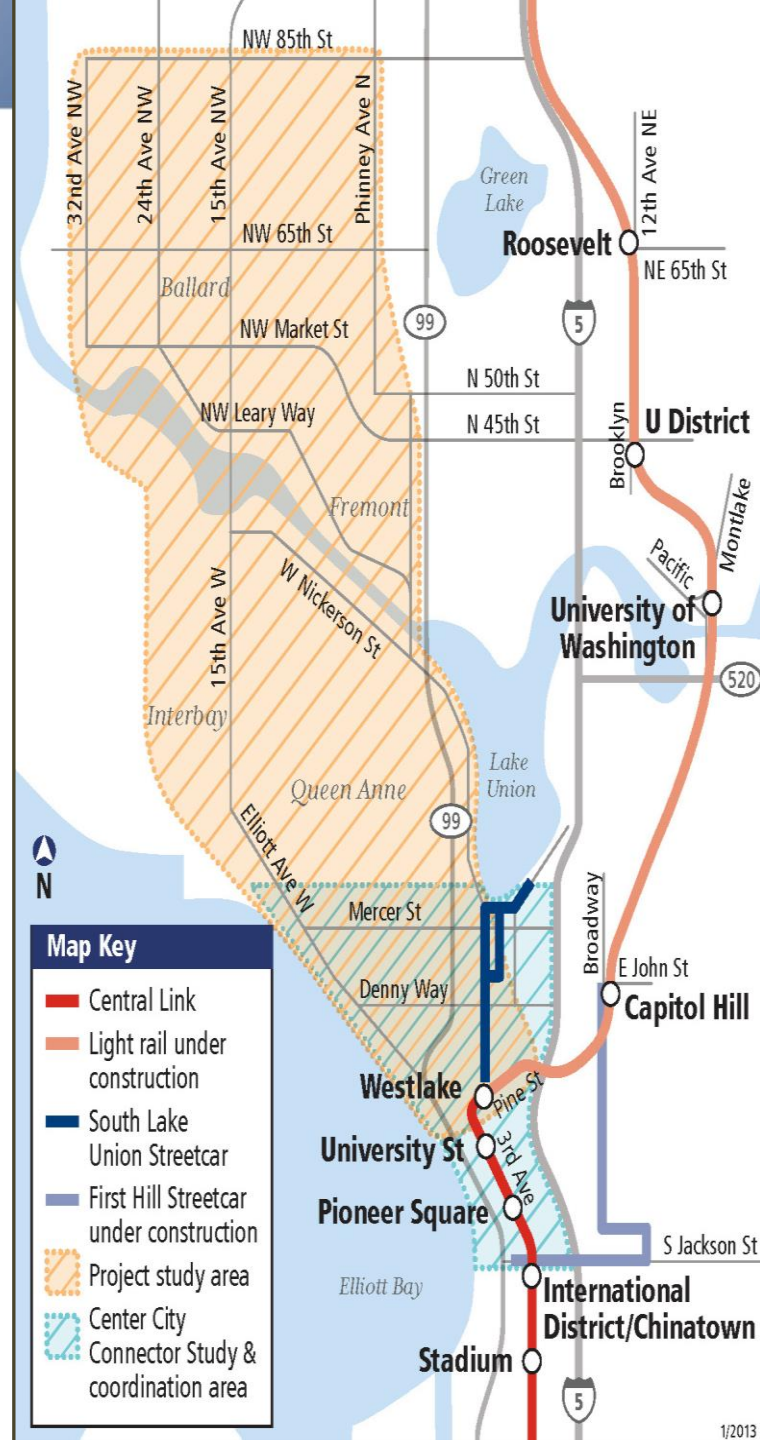 NW 85th St
32nd Ave NW
24th Ave NW
15th Ave NW
Phinney Ave N
12th Ave NE
Green
Lake
Roosevelt
NW 65th St
NE 65th St
Ballard
99
5
NW Market St
N 50th St
NW Leary Way
N 45th St
U District
Brooklyn
Fremont
Montlake
Pacific
W Nickerson St
15th Ave W
University of
Washington
520
Interbay
Queen Anne
Lake
Union
99
Elliott Ave W
N
Mercer St
Broadway
E John St
Denny Way
Capitol Hill
Westlake
Pine St
University St
3rd Ave
Pioneer Square
S Jackson St
Elliott Bay
International
District/Chinatown
Stadium
5
Map Key
Central Link
Light rail under
construction
South Lake
Union Streetcar
First Hill Streetcar
under construction
Project study area
Center City
Connector Study &
coordination area
1/2013